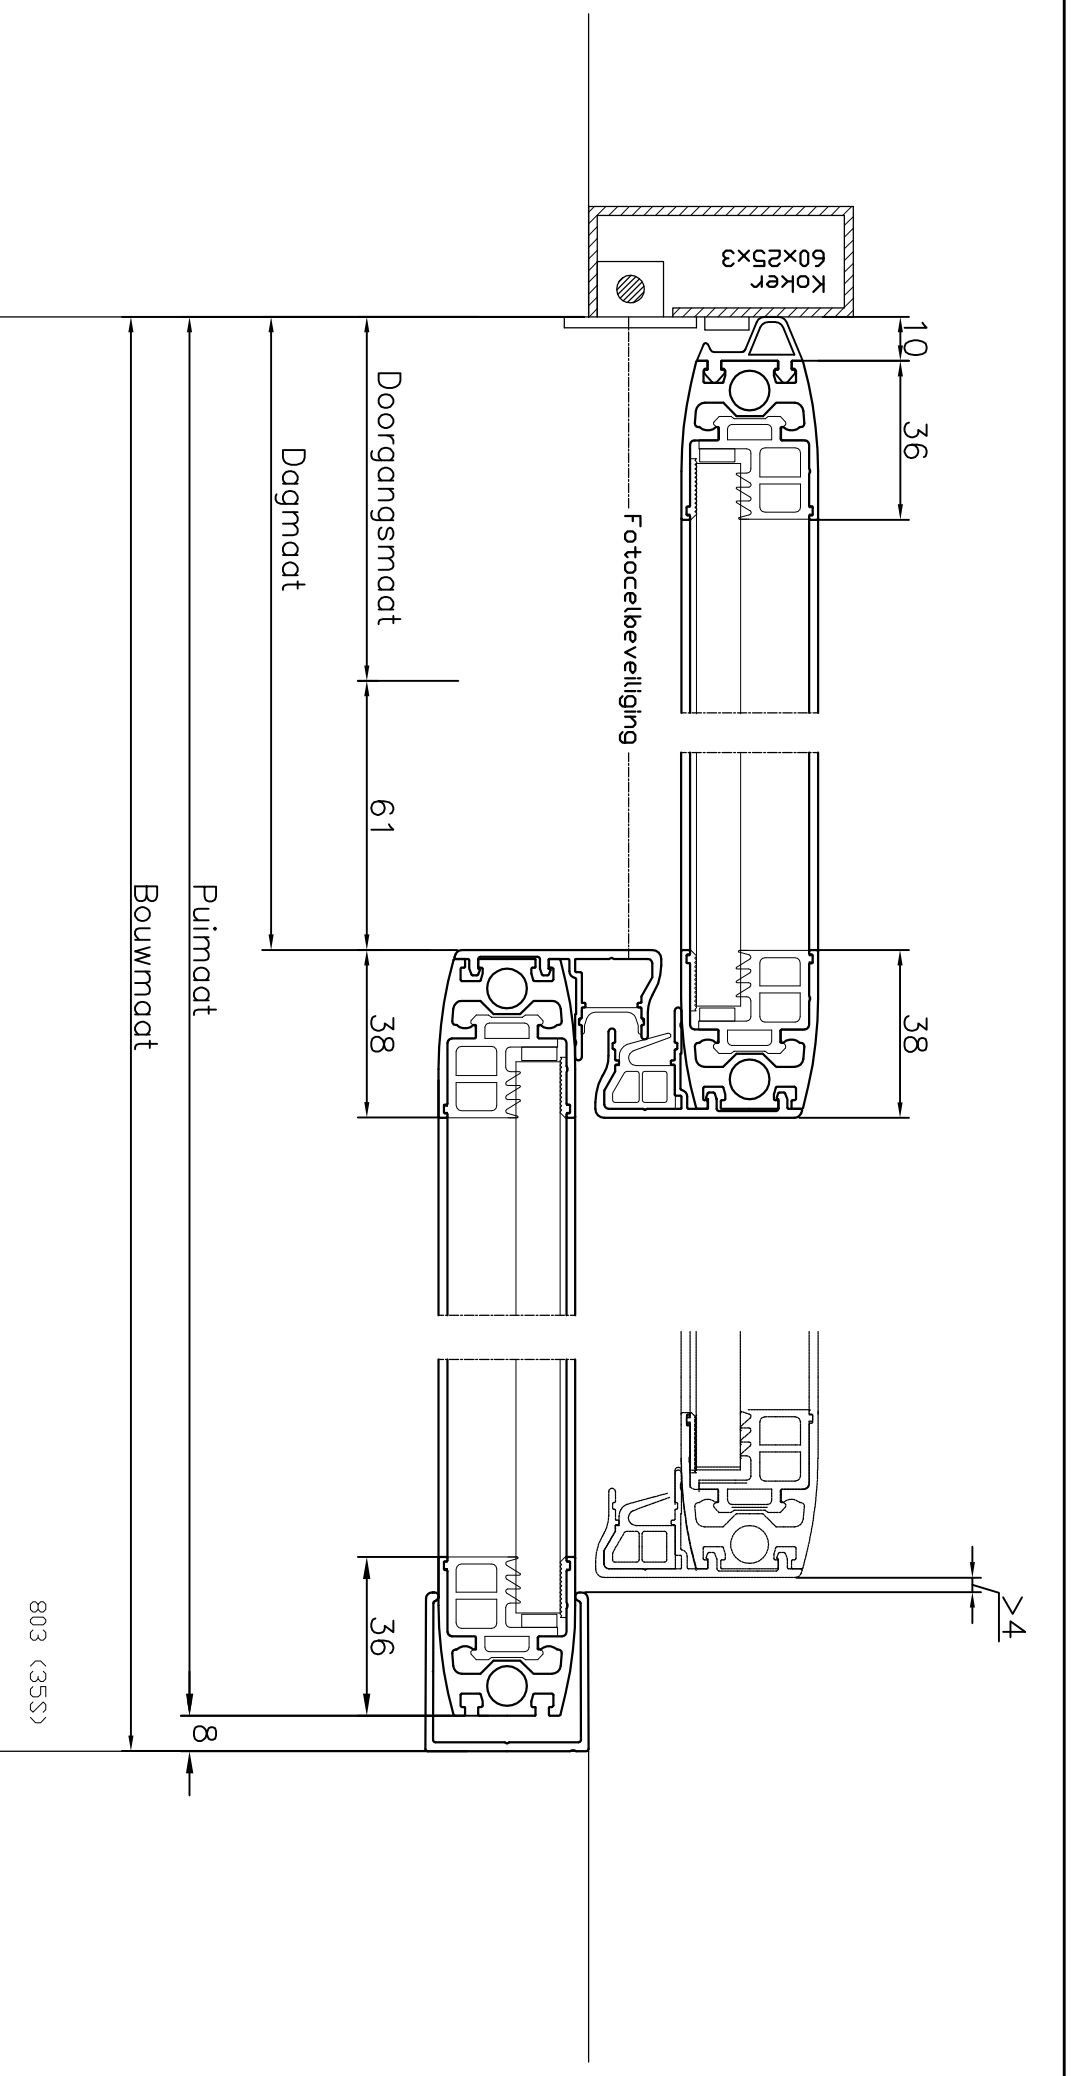 Koker
60x25x3
10
36
38
>4
Fotocelbeveiliging
Doorgangsmaat
61
38
36
Dagmaat
Puimaat
8
Bouwmaat
803 (35S)